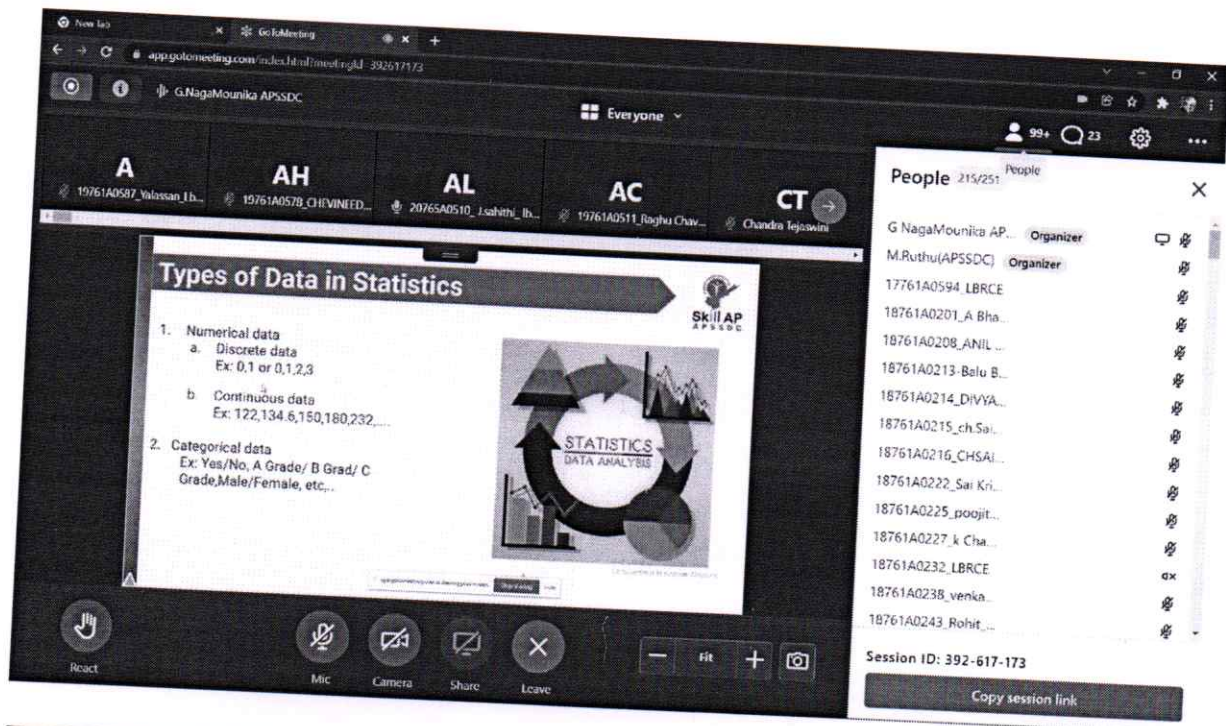 New Tab
GoToMeeting
app.gotomeeting.com/index.html?meetingId=392617173
G.NagaMounika APSSDC
Everyone
99+
23
A
19761A0587_Yalassan_Lb...
AH
19761A0578_CHEVINEED...
AL
20765A0510_J.sahithi_lb...
AC
19761A0511_Raghu Chav...
CT
Chandra Tejaswini
Types of Data in Statistics
Skill AP
APSSDC
1. Numerical data
a. Discrete data
Ex: 0,1 or 0,1,2,3
b. Continuous data
Ex: 122,134.6,150,180,232,....
2. Categorical data
Ex: Yes/No, A Grade/ B Grad/ C
Grade,Male/Female, etc,..
STATISTICS
DATA ANALYSIS
React
Mic
Camera
Share
Leave
Fit
People 215/251
People
G NagaMounika AP... Organizer
M.Ruthu(APSSDC) Organizer
17761A0594_LBRCE
18761A0201_A Bha...
18761A0208_ANIL ...
18761A0213-Balu B...
18761A0214_DIVYA...
18761A0215_ch.Sai...
18761A0216_CHSAI...
18761A0222_Sai Kri...
18761A0225_poojit...
18761A0227_k Cha...
18761A0232_LBRCE
18761A0238_venka...
18761A0243_Rohit_...
Session ID: 392-617-173
Copy session link